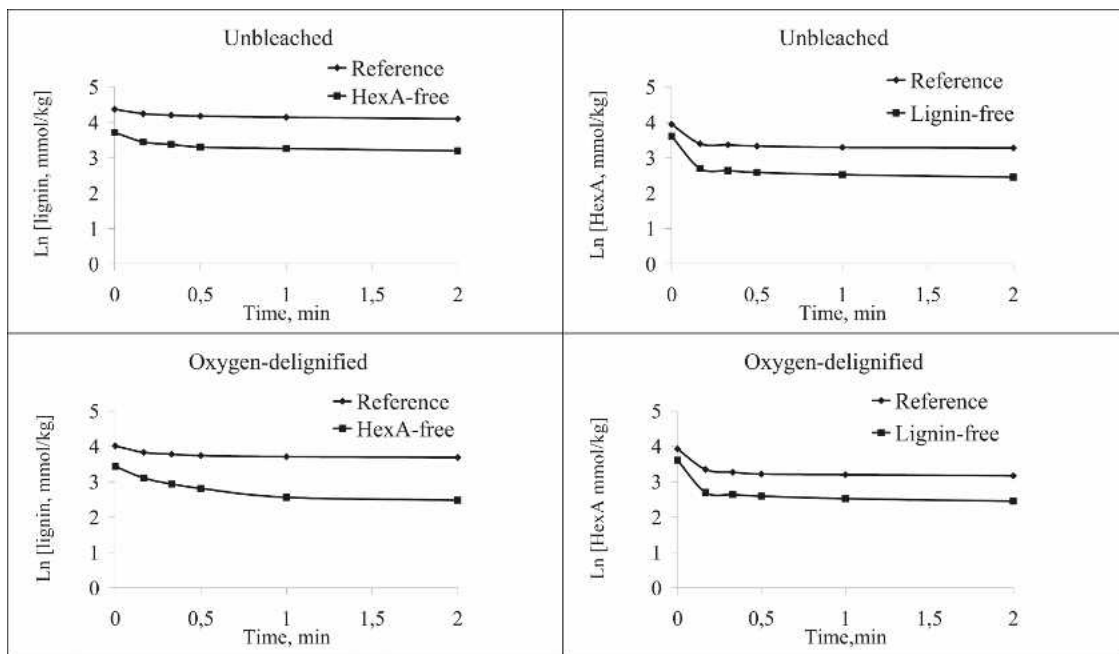 Unbleached
Reference
HexA-free
Ln [lignin, mmol/kg]
5
4
3
2
1
0
0 0,5 1 1,5 2
Time, min
Unbleached
Reference
Lignin-free
Ln [HexA, mmol/kg]
5
4
3
2
1
0
0 0,5 1 1,5 2
Time, min
Oxygen-delignified
Reference
HexA-free
Ln [lignin, mmol/kg]
5
4
3
2
1
0
0 0,5 1 1,5 2
Time, min
Oxygen-delignified
Reference
Lignin-free
Ln [HexA mmol/kg]
5
4
3
2
1
0
0 0,5 1 1,5 2
Time,min